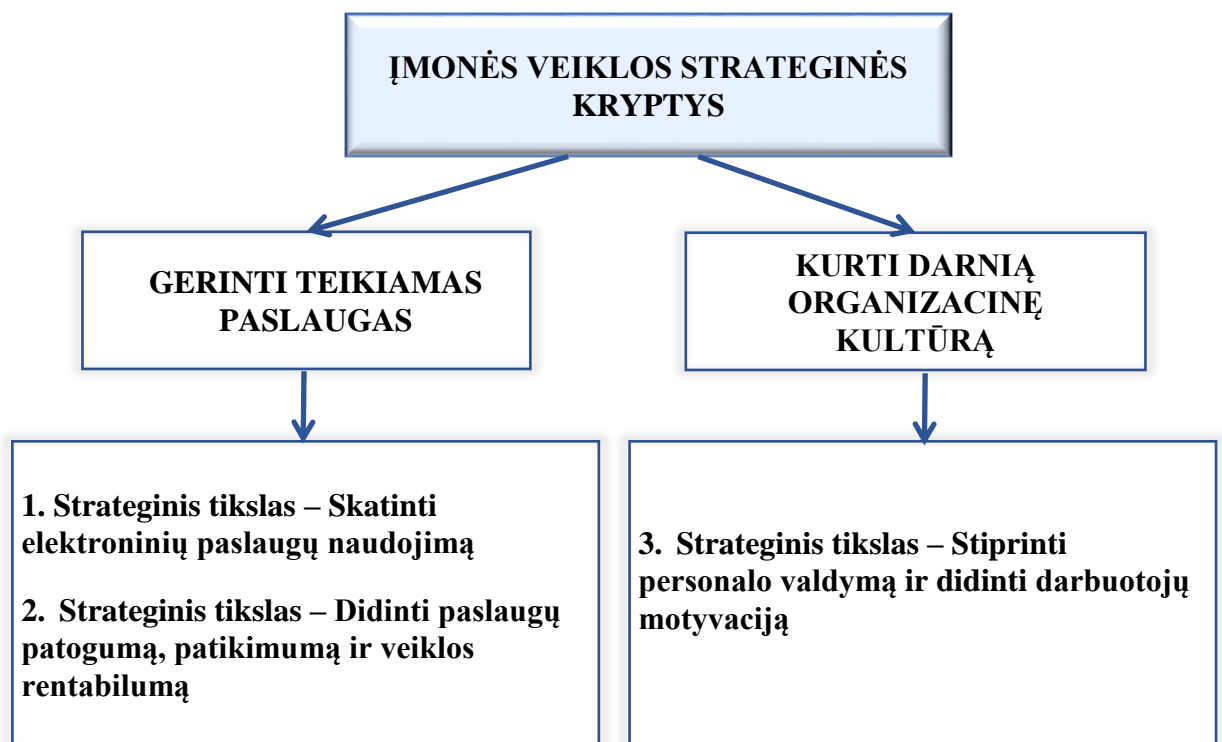 ĮMONĖS VEIKLOS STRATEGINĖS
KRYPTYS
GERINTI TEIKIAMAS
PASLAUGAS
KURTI DARNIĄ
ORGANIZACINĘ
KULTŪRĄ
1. Strateginis tikslas – Skatinti
elektroninių paslaugų naudojimą
2. Strateginis tikslas – Didinti paslaugų
patogumą, patikimumą ir veiklos
rentabilumą
3. Strateginis tikslas – Stiprinti
personalo valdymą ir didinti darbuotojų
motyvaciją